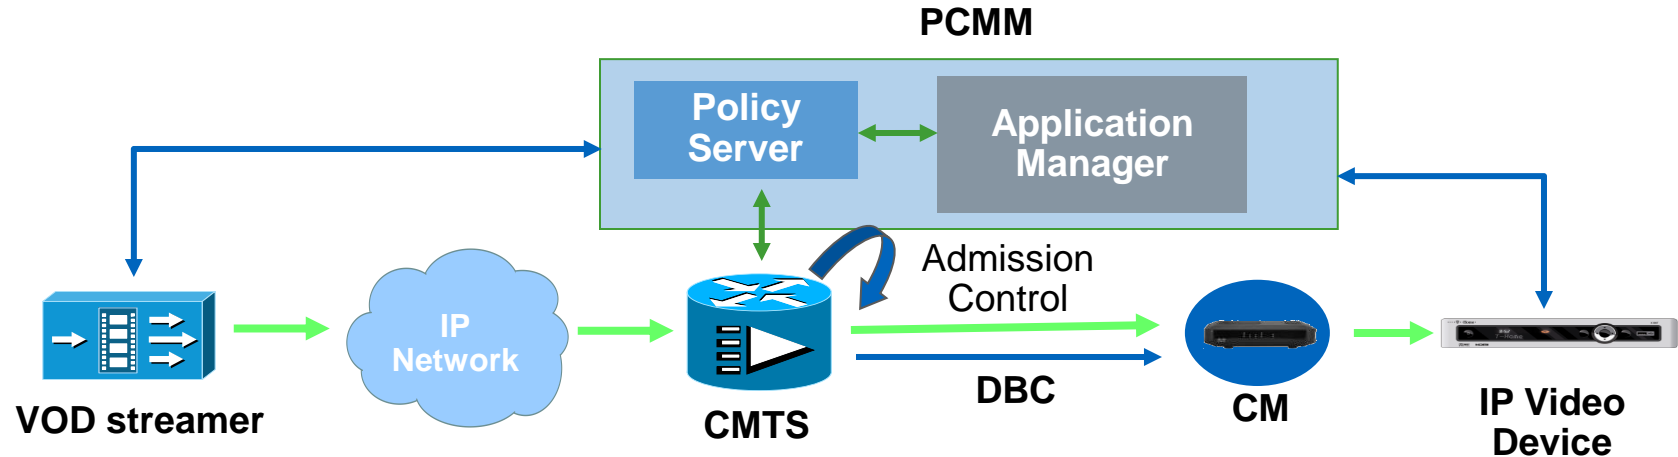 PCMM
Policy
Server
Application
Manager
Admission
Control
IP
Network
DBC
VOD streamer
CMTS
CM
IP Video
Device